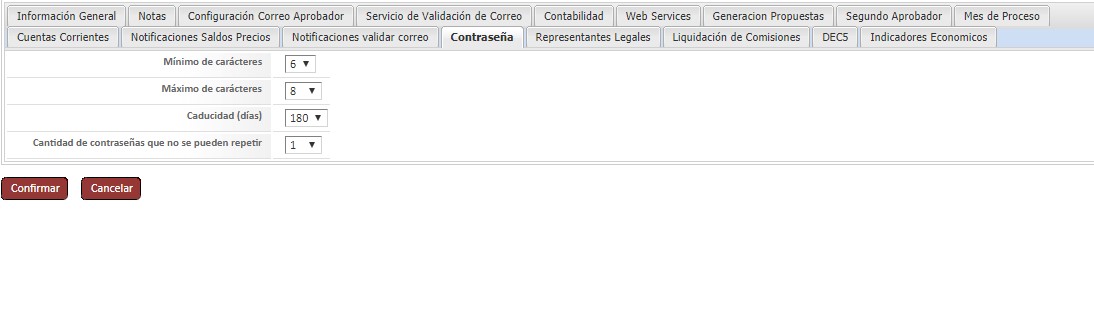 Información General Notas Configuración Correo Aprobador Servicio de Validación de Correo Contabilidad Web Services Generacion Propuestas Segundo Aprobador Mes de Proceso
Cuentas Corrientes Notificaciones Saldos Precios Notificaciones validar correo Contraseña Representantes Legales Liquidación de Comisiones DEC5 Indicadores Economicos
Mínimo de carácteres 6
Máximo de carácteres 8
Caducidad (días) 180
Cantidad de contraseñas que no se pueden repetir 1
Confirmar Cancelar